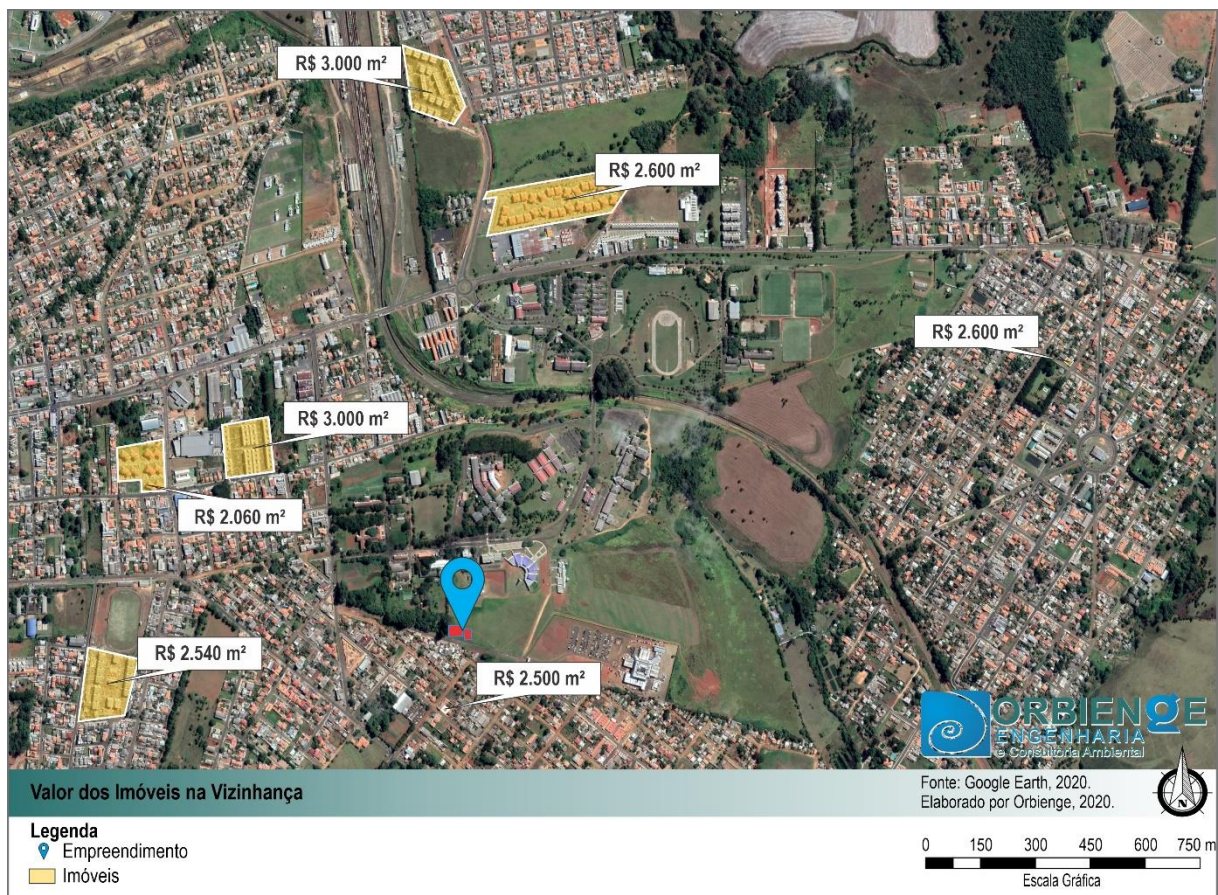 R$ 3.000 m²
R$ 2.600 m²
R$ 2.600 m²
R$ 3.000 m²
R$ 2.060 m²
R$ 2.540 m²
R$ 2.500 m²
ORBIENGE
ENGENHARIA
e Consultoria Ambiental
Valor dos Imóveis na Vizinhança
Fonte: Google Earth, 2020.
Elaborado por Orbienge, 2020.
N
Legenda
Empreendimento
Imóveis
0 150 300 450 600 750 m
Escala Gráfica